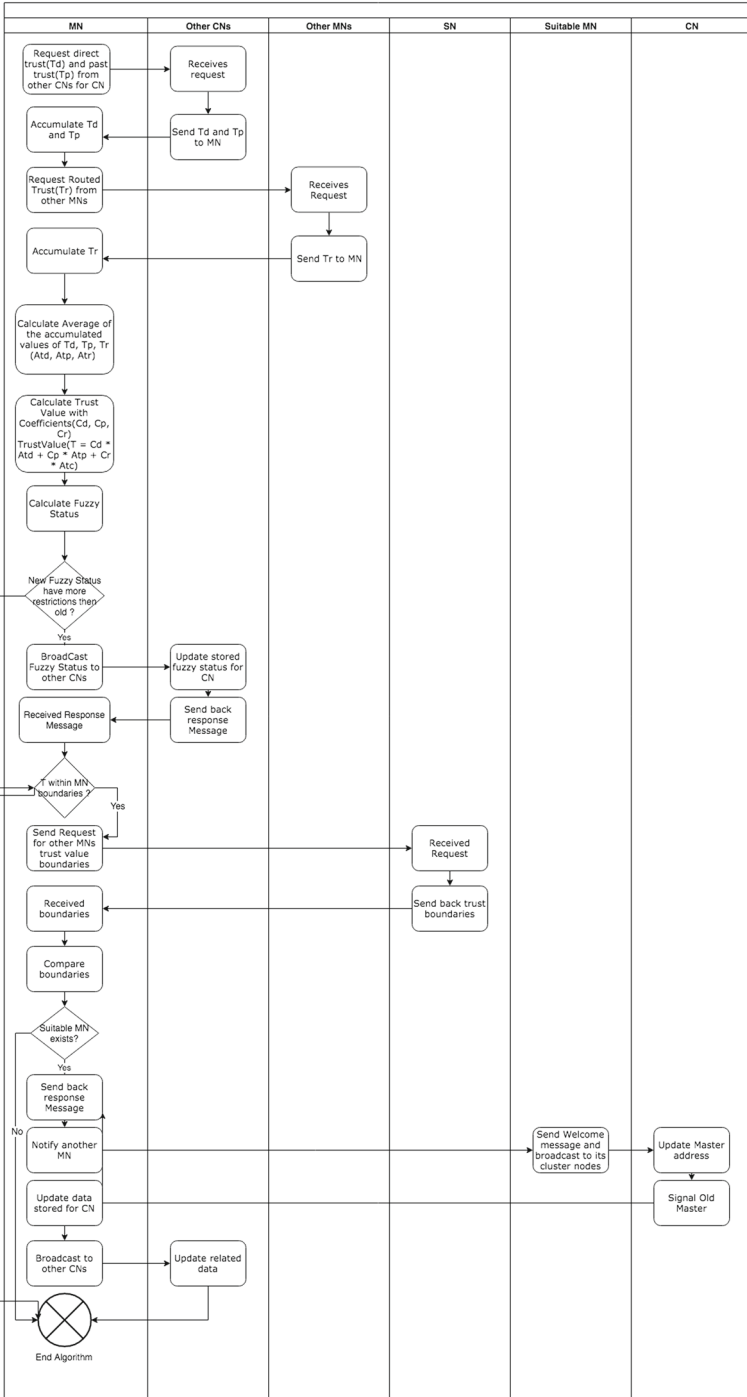 MN
Other CNs
Other MNs
SN
Suitable MN
CN
Request direct
trust(Td) and past
trust(Tp) from
other CNs for CN
Receives
request
Accumulate Td
and Tp
Send Td and Tp
to MN
Request Routed
Trust(Tr) from
other MNs
Receives
Request
Accumulate Tr
Send Tr to MN
Calculate Average of
the accumulated
values of Td, Tp, Tr
(Atd, Atp, Atr)
Calculate Trust
Value with
Coefficients(Cd, Cp,
Cr)
TrustValue(T = Cd *
Atd + Cp * Atp + Cr
* Atc)
Calculate Fuzzy
Status
New Fuzzy Status
have more
restrictions then
old ?
Yes
BroadCast
Fuzzy Status to
other CNs
Update stored
fuzzy status for
CN
Received Response
Message
Send back
response
Message
T within MN
boundaries ?
Yes
Send Request
for other MNs
trust value
boundaries
Received
Request
Received
boundaries
Send back trust
boundaries
Compare
boundaries
Suitable MN
exists?
Yes
Send back
response
Message
No
Notify another
MN
Send Welcome
message and
broadcast to its
cluster nodes
Update Master
address
Update data
stored for CN
Signal Old
Master
Broadcast to
other CNs
Update related
data
End Algorithm